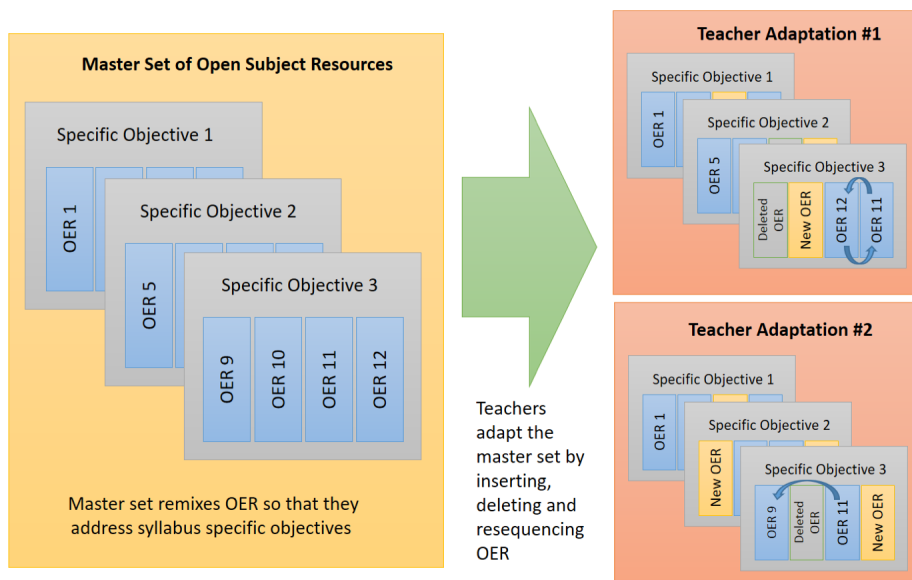 Master Set of Open Subject Resources
Specific Objective 1
OER 1
Specific Objective 2
OER 5
Specific Objective 3
OER 9
OER 10
OER 11
OER 12
Master set remixes OER so that they
address syllabus specific objectives
Teachers
adapt the
master set by
inserting,
deleting and
resequencing
OER
Teacher Adaptation #1
Specific Objective 1
OER 1
Specific Objective 2
OER 5
Specific Objective 3
Deleted
OER
New OER
OER 12
OER 11
Teacher Adaptation #2
Specific Objective 1
OER 1
Specific Objective 2
New OER
Specific Objective 3
OER 9
Deleted
OER
OER 11
New OER